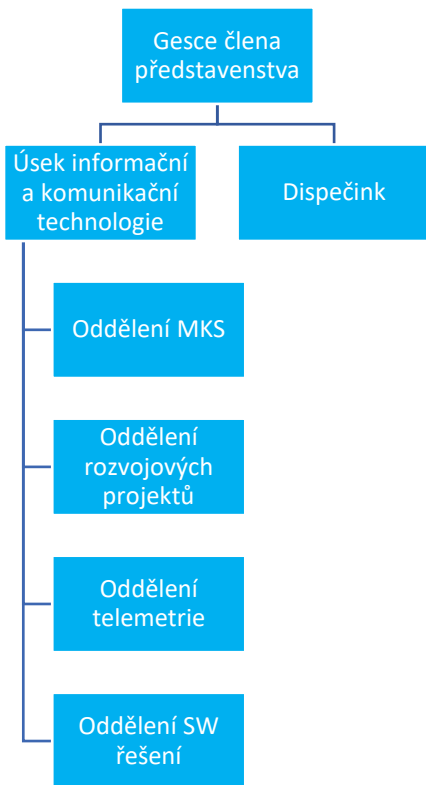 Gesce člena
představenstva
Úsek informační
a komunikační
technologie
Dispečink
Oddělení MKS
Oddělení
rozvojových
projektů
Oddělení
telemetrie
Oddělení SW
řešení